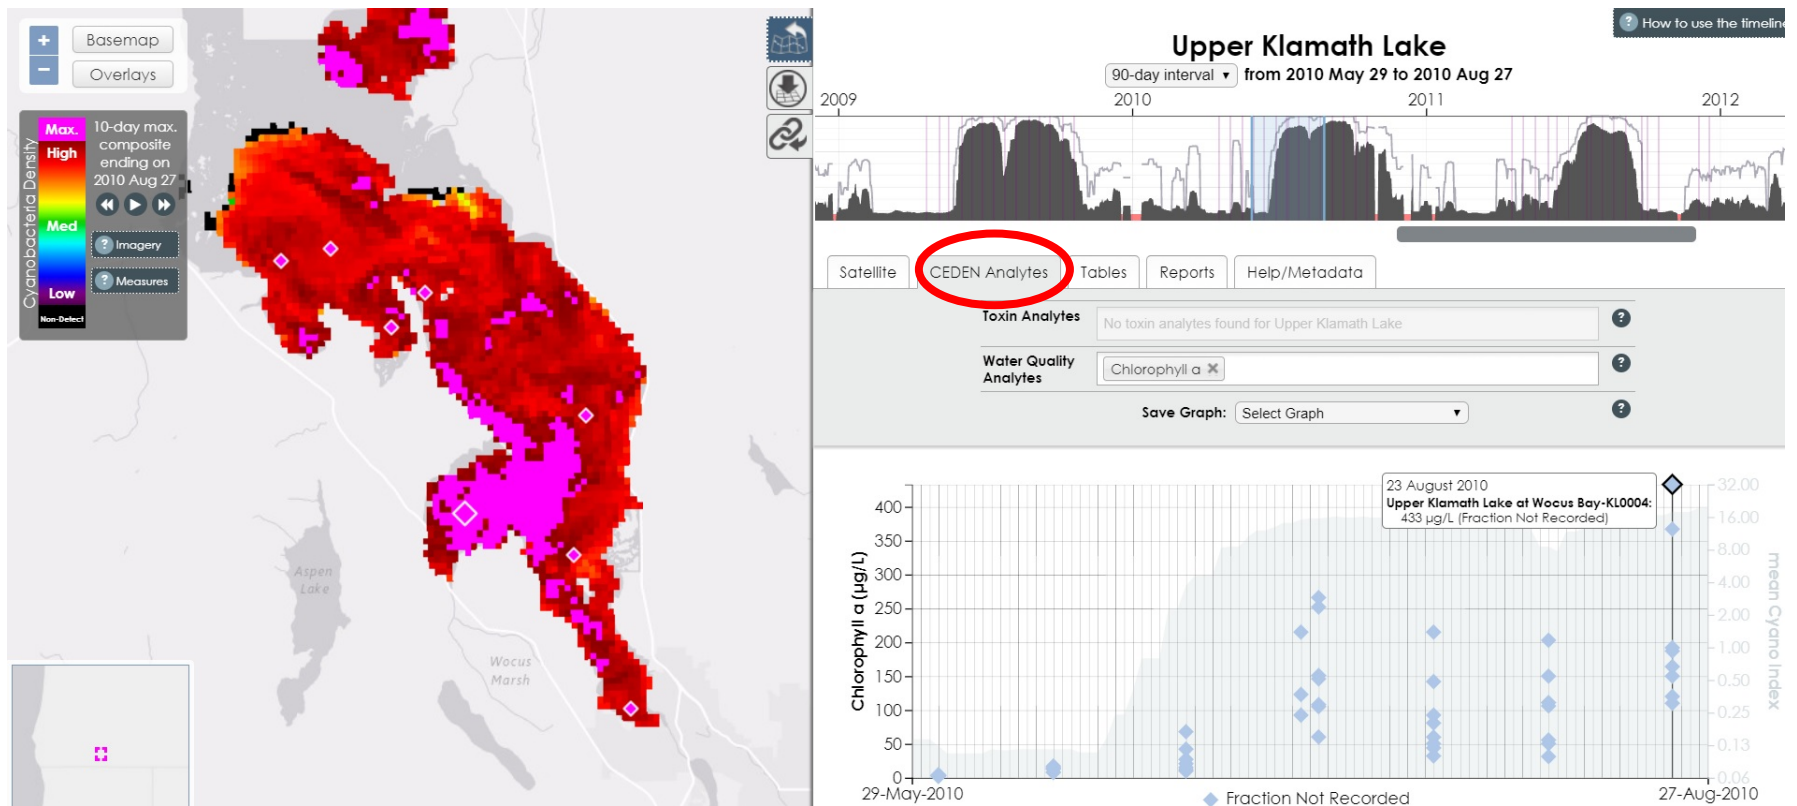 +
−
Basemap
Overlays
Cyanobacteria Density
Max.
High
Med
Low
Non-Detect
10-day max.
composite
ending on
2010 Aug 27
? Imagery
? Measures
Aspen
Lake
Wocus
Marsh
? How to use the timeline
Upper Klamath Lake
90-day interval ▼ from 2010 May 29 to 2010 Aug 27
2009 2010 2011 2012
Satellite CEDEN Analytes Tables Reports Help/Metadata
Toxin Analytes No toxin analytes found for Upper Klamath Lake ?
Water Quality
Analytes
Chlorophyll a ✖ ?
Save Graph: Select Graph ▼ ?
23 August 2010
Upper Klamath Lake at Wocus Bay-KL0004:
433 µg/L (Fraction Not Recorded)
Chlorophyll a (µg/L)
400
350
300
250
200
150
100
50
0
32.00
16.00
8.00
4.00
2.00
1.00
0.50
0.25
0.13
0.06
mean Cyano Index
29-May-2010 27-Aug-2010
Fraction Not Recorded